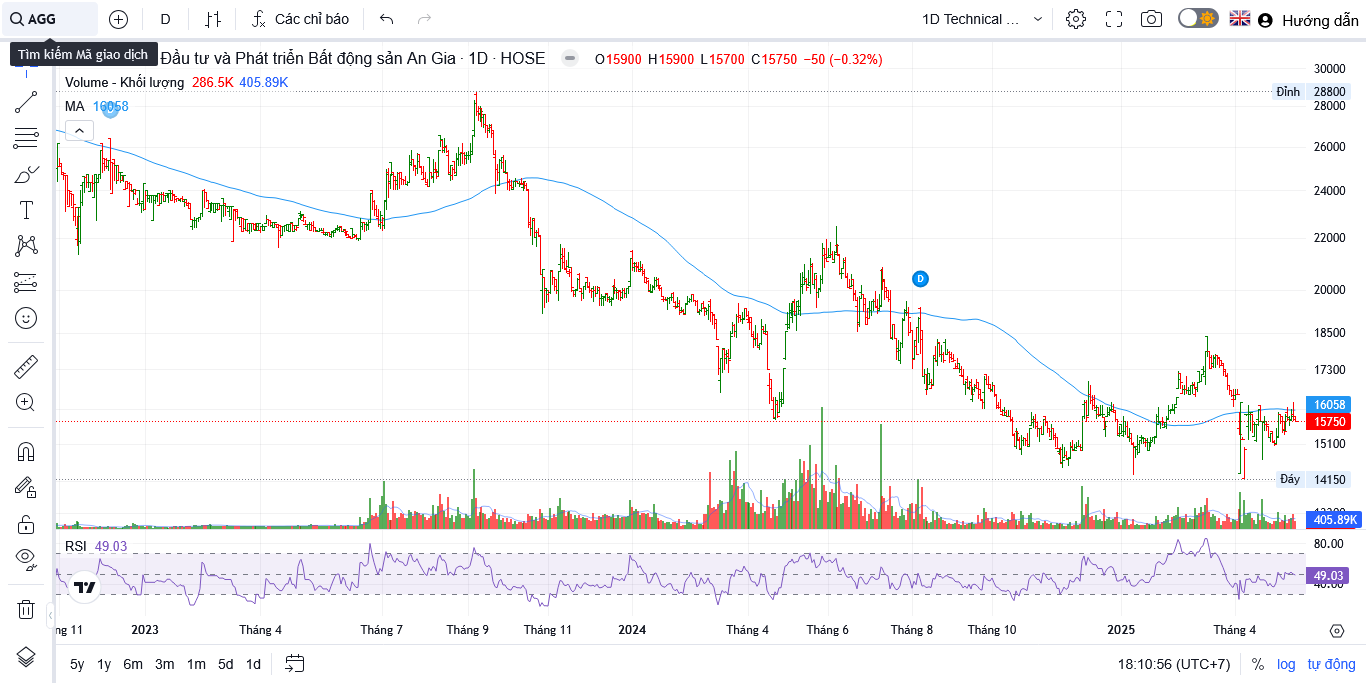 AGG
D
Các chỉ báo
1D Technical ...
Hướng dẫn
Tìm kiếm Mã giao dịch
Đầu tư và Phát triển Bất động sản An Gia · 1D · HOSE
O15900 H15900 L15700 C15750 −50 (−0.32%)
Volume - Khối lượng 286.5K 405.89K
MA 16058
D
30000
Đỉnh 28800
28000
26000
24000
22000
20000
18500
17300
16058
15750
15100
Đáy 14150
405.89K
RSI 49.03
80.00
49.03
40.00
ng 11 2023 Tháng 4 Tháng 7 Tháng 9 Tháng 11 2024 Tháng 4 Tháng 6 Tháng 8 Tháng 10 2025 Tháng 4
5y 1y 6m 3m 1m 5d 1d
18:10:56 (UTC+7) % log tự động